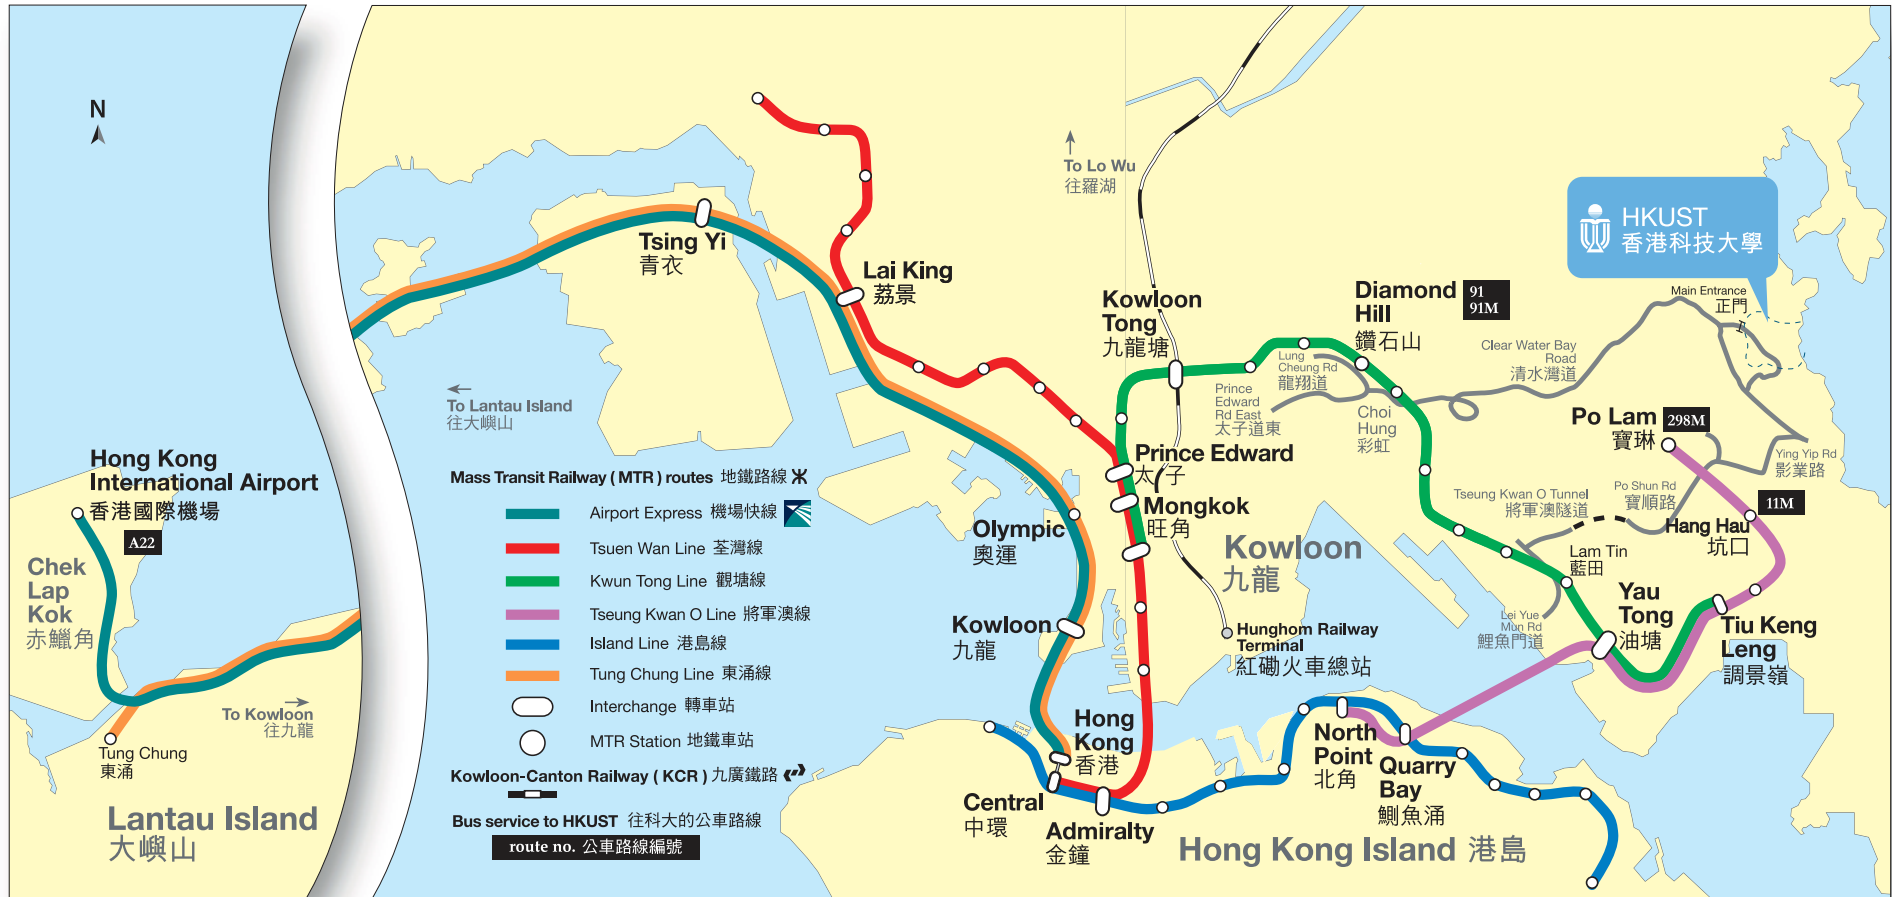 N
To Lo Wu
往羅湖
HKUST
香港科技大學
Tsing Yi
青衣
Lai King
荔景
Kowloon
Tong
九龍塘
Diamond
Hill
鑽石山
91
91M
Main Entrance
正門
Lung
Cheung Rd
龍翔道
Clear Water Bay
Road
清水灣道
Prince
Edward
Rd East
太子道東
Choi
Hung
彩虹
To Lantau Island
往大嶼山
Po Lam
寶琳
298M
Ying Yip Rd
影業路
Hong Kong
International Airport
香港國際機場
A22
Prince Edward
太子
Mongkok
旺角
Po Shun Rd
寶順路
Tseung Kwan O Tunnel
將軍澳隧道
11M
Hang Hau
坑口
Chek
Lap
Kok
赤鱲角
Olympic
奧運
Kowloon
九龍
Lam Tin
藍田
Yau
Tong
油塘
Lei Yue
Mun Rd
鯉魚門道
Tiu Keng
Leng
調景嶺
Kowloon
九龍
Hunghom Railway
Terminal
紅磡火車總站
Mass Transit Railway ( MTR ) routes 地鐵路線
Airport Express 機場快線
Tsuen Wan Line 荃灣線
Kwun Tong Line 觀塘線
Tseung Kwan O Line 將軍澳線
Island Line 港島線
Tung Chung Line 東涌線
Interchange 轉車站
MTR Station 地鐵車站
Kowloon-Canton Railway ( KCR ) 九廣鐵路
Bus service to HKUST 往科大的公車路線
route no. 公車路線編號
To Kowloon
往九龍
Tung Chung
東涌
Lantau Island
大嶼山
Hong
Kong
香港
Central
中環
Admiralty
金鐘
North
Point
北角
Quarry
Bay
鰂魚涌
Hong Kong Island 港島